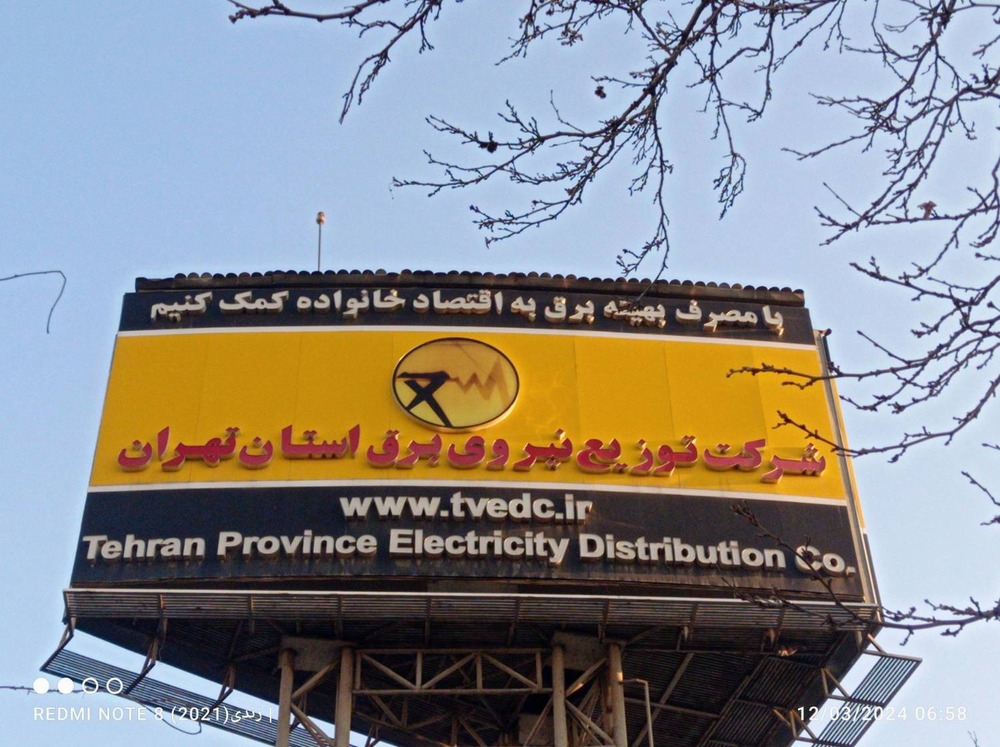 با مصرف بهینه برق به اقتصاد خانواده کمک کنیم
شرکت توزیع نیروی برق استان تهران
www.tvedc.ir
Tehran Province Electricity Distribution Co.
REDMI NOTE 8 (2021)
12/03/2024 06:58